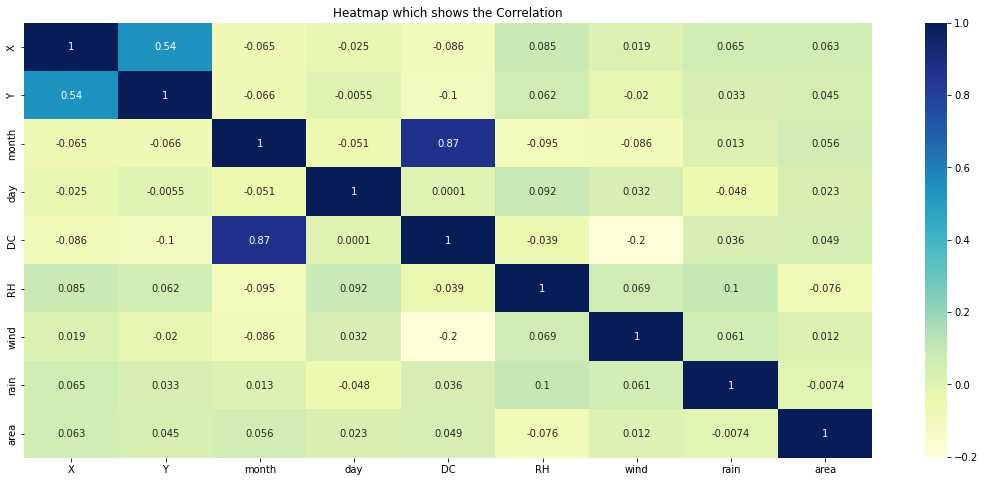 Heatmap which shows the Correlation
X 1 0.54 -0.065 -0.025 -0.086 0.085 0.019 0.065 0.063
Y 0.54 1 -0.066 -0.0055 -0.1 0.062 -0.02 0.033 0.045
month -0.065 -0.066 1 -0.051 0.87 -0.095 -0.086 0.013 0.056
day -0.025 -0.0055 -0.051 1 0.0001 0.092 0.032 -0.048 0.023
DC -0.086 -0.1 0.87 0.0001 1 -0.039 -0.2 0.036 0.049
RH 0.085 0.062 -0.095 0.092 -0.039 1 0.069 0.1 -0.076
wind 0.019 -0.02 -0.086 0.032 -0.2 0.069 1 0.061 0.012
rain 0.065 0.033 0.013 -0.048 0.036 0.1 0.061 1 -0.0074
area 0.063 0.045 0.056 0.023 0.049 -0.076 0.012 -0.0074 1
X Y month day DC RH wind rain area
1.0
0.8
0.6
0.4
0.2
0.0
−0.2